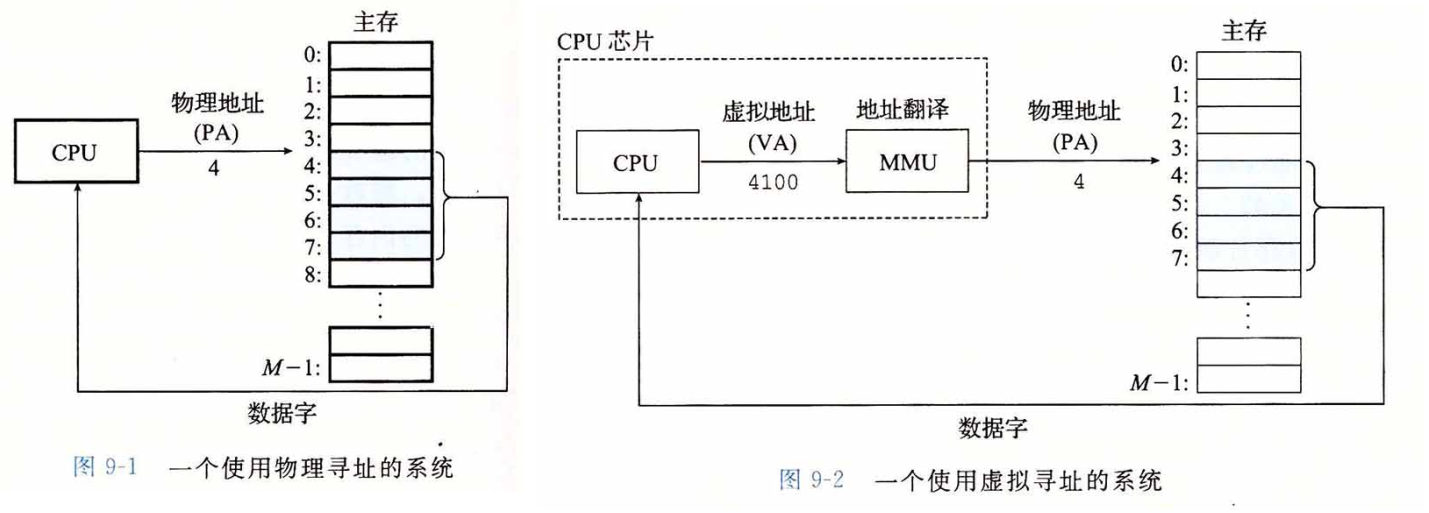 主存
0:
1:
2:
3:
4:
5:
6:
7:
8:
M−1:
物理地址
(PA)
4
CPU
数据字
图 9-1 一个使用物理寻址的系统
CPU 芯片
主存
0:
1:
2:
3:
4:
5:
6:
7:
M−1:
虚拟地址
(VA)
4100
地址翻译
物理地址
(PA)
4
CPU
MMU
数据字
图 9-2 一个使用虚拟寻址的系统